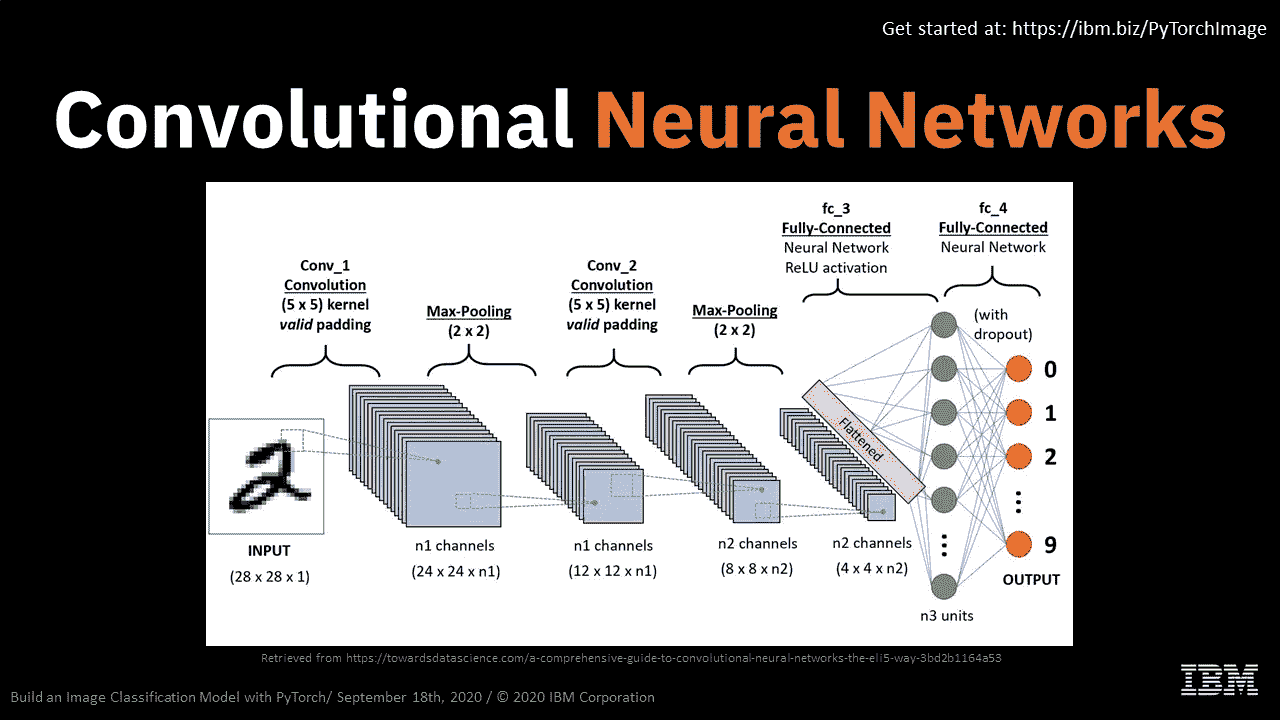 Get started at: https://ibm.biz/PyTorchImage
Convolutional Neural Networks
fc_3
Fully-Connected
Neural Network
ReLU activation
fc_4
Fully-Connected
Neural Network
Conv_1
Convolution
(5 x 5) kernel
valid padding
Max-Pooling
(2 x 2)
Conv_2
Convolution
(5 x 5) kernel
valid padding
Max-Pooling
(2 x 2)
(with
dropout)
Flattened
0
1
2
9
INPUT
(28 x 28 x 1)
n1 channels
(24 x 24 x n1)
n1 channels
(12 x 12 x n1)
n2 channels
(8 x 8 x n2)
n2 channels
(4 x 4 x n2)
OUTPUT
n3 units
2
Retrieved from https://towardsdatascience.com/a-comprehensive-guide-to-convolutional-neural-networks-the-eli5-way-3bd2b1164a53
Build an Image Classification Model with PyTorch/ September 18th, 2020 / © 2020 IBM Corporation
IBM